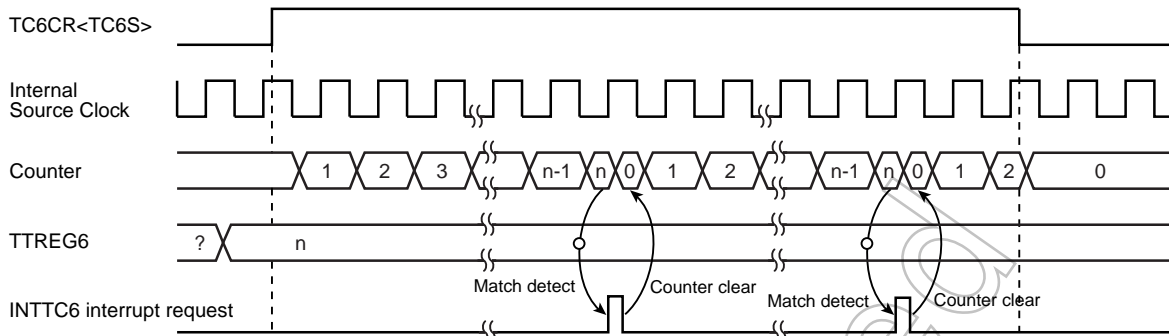 TC6CR<TC6S>
Internal
Source Clock
Counter 1 2 3 n-1 n 0 1 2 n-1 n 0 1 2 0
TTREG6 ? n
Match detect Counter clear Match detect Counter clear
INTTC6 interrupt request